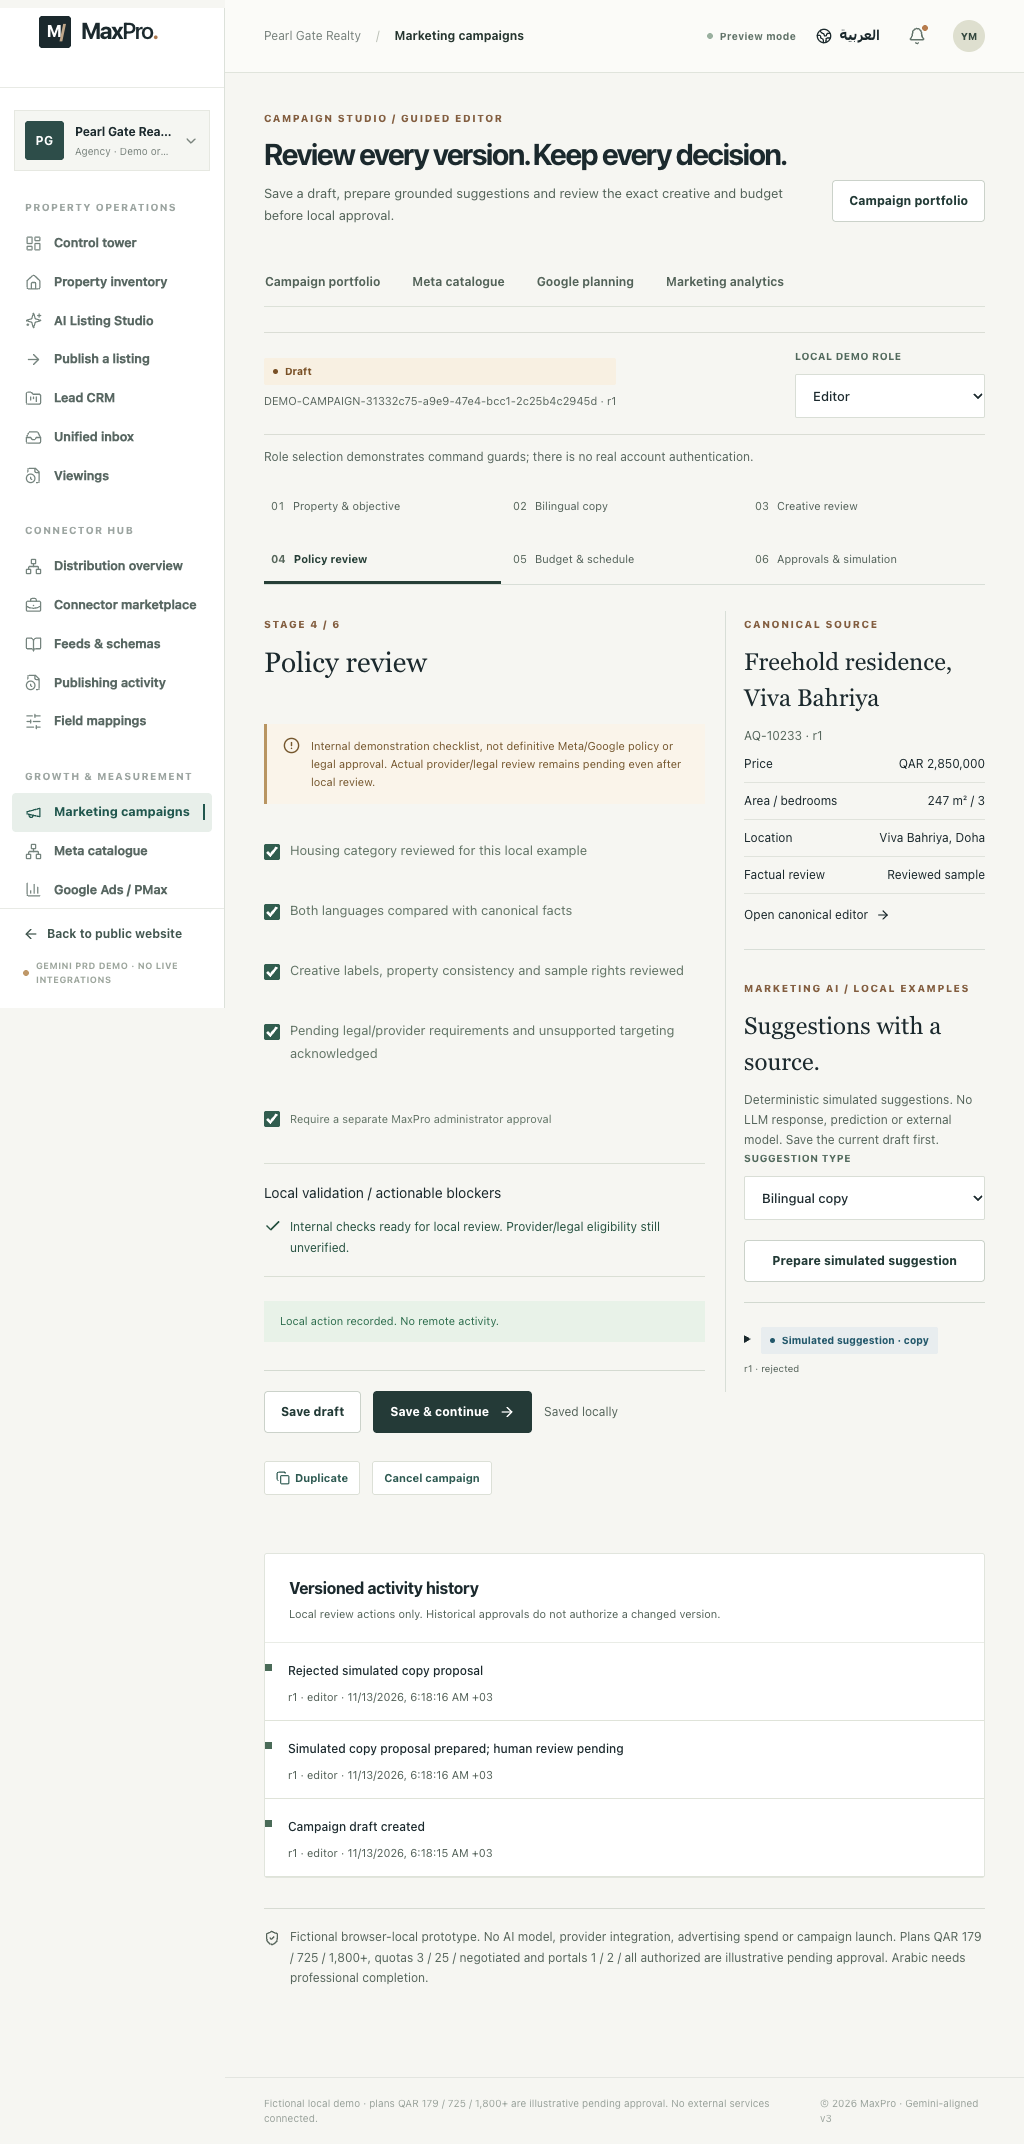 M/ MaxPro.
PG
Pearl Gate Rea...
Agency · Demo or...
PROPERTY OPERATIONS
Control tower
Property inventory
AI Listing Studio
Publish a listing
Lead CRM
Unified inbox
Viewings
CONNECTOR HUB
Distribution overview
Connector marketplace
Feeds & schemas
Publishing activity
Field mappings
GROWTH & MEASUREMENT
Marketing campaigns
Meta catalogue
Google Ads / PMax
Back to public website
GEMINI PRD DEMO · NO LIVE
INTEGRATIONS
Pearl Gate Realty / Marketing campaigns
Preview mode
العربية
YM
CAMPAIGN STUDIO / GUIDED EDITOR
Review every version. Keep every decision.
Save a draft, prepare grounded suggestions and review the exact creative and budget
before local approval.
Campaign portfolio
Campaign portfolio Meta catalogue Google planning Marketing analytics
Draft
DEMO-CAMPAIGN-31332c75-a9e9-47e4-bcc1-2c25b4c2945d · r1
LOCAL DEMO ROLE
Editor
Role selection demonstrates command guards; there is no real account authentication.
01 Property & objective
02 Bilingual copy
03 Creative review
04 Policy review
05 Budget & schedule
06 Approvals & simulation
STAGE 4 / 6
Policy review
Internal demonstration checklist, not definitive Meta/Google policy or
legal approval. Actual provider/legal review remains pending even after
local review.
Housing category reviewed for this local example
Both languages compared with canonical facts
Creative labels, property consistency and sample rights reviewed
Pending legal/provider requirements and unsupported targeting
acknowledged
Require a separate MaxPro administrator approval
Local validation / actionable blockers
Internal checks ready for local review. Provider/legal eligibility still
unverified.
Local action recorded. No remote activity.
Save draft
Save & continue
Saved locally
Duplicate
Cancel campaign
CANONICAL SOURCE
Freehold residence,
Viva Bahriya
AQ-10233 · r1
Price QAR 2,850,000
Area / bedrooms 247 m² / 3
Location Viva Bahriya, Doha
Factual review Reviewed sample
Open canonical editor
MARKETING AI / LOCAL EXAMPLES
Suggestions with a
source.
Deterministic simulated suggestions. No
LLM response, prediction or external
model. Save the current draft first.
SUGGESTION TYPE
Bilingual copy
Prepare simulated suggestion
Simulated suggestion · copy
r1 · rejected
Versioned activity history
Local review actions only. Historical approvals do not authorize a changed version.
Rejected simulated copy proposal
r1 · editor · 11/13/2026, 6:18:16 AM +03
Simulated copy proposal prepared; human review pending
r1 · editor · 11/13/2026, 6:18:16 AM +03
Campaign draft created
r1 · editor · 11/13/2026, 6:18:15 AM +03
Fictional browser-local prototype. No AI model, provider integration, advertising spend or campaign launch. Plans QAR 179
/ 725 / 1,800+, quotas 3 / 25 / negotiated and portals 1 / 2 / all authorized are illustrative pending approval. Arabic needs
professional completion.
Fictional local demo · plans QAR 179 / 725 / 1,800+ are illustrative pending approval. No external services
connected.
© 2026 MaxPro · Gemini-aligned
v3